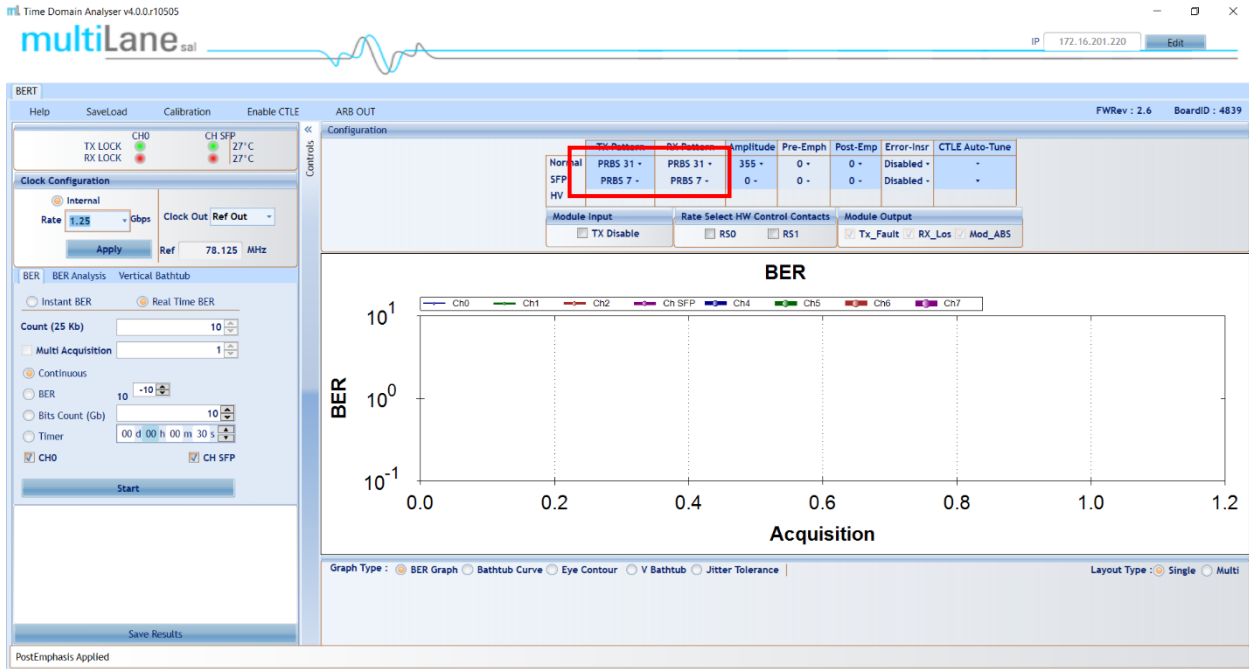 Time Domain Analyser v4.0.0.r10505
multiLane sal
IP 172.16.201.220 Edit
BERT
Help SaveLoad Calibration Enable CTLE ARB OUT FWRev : 2.6 BoardID : 4839
CH0 CH SFP
TX LOCK 27°C
RX LOCK 27°C
Clock Configuration
Internal
Rate 1.25 Gbps Clock Out Ref Out
Apply Ref 78.125 MHz
BER BER Analysis Vertical Bathtub
Instant BER Real Time BER
Count (25 Kb) 10
Multi Acquisition 1
Continuous
BER 10 -10
Bits Count (Gb) 10
Timer 00 d 00 h 00 m 30 s
CH0 CH SFP
Start
Save Results
PostEmphasis Applied
Controls
Configuration
TX Pattern RX Pattern Amplitude Pre-Emph Post-Emp Error-Insr CTLE Auto-Tune
Normal PRBS 31 PRBS 31 355 0 0 Disabled -
SFP PRBS 7 PRBS 7 0 0 0 Disabled -
HV
Module Input Rate Select HW Control Contacts Module Output
TX Disable RS0 RS1 Tx_Fault RX_Los Mod_ABS
BER
Ch0 Ch1 Ch2 Ch SFP Ch4 Ch5 Ch6 Ch7
10^1
10^0
10^-1
BER
0.0 0.2 0.4 0.6 0.8 1.0 1.2
Acquisition
Graph Type : BER Graph Bathtub Curve Eye Contour V Bathtub Jitter Tolerance Layout Type : Single Multi